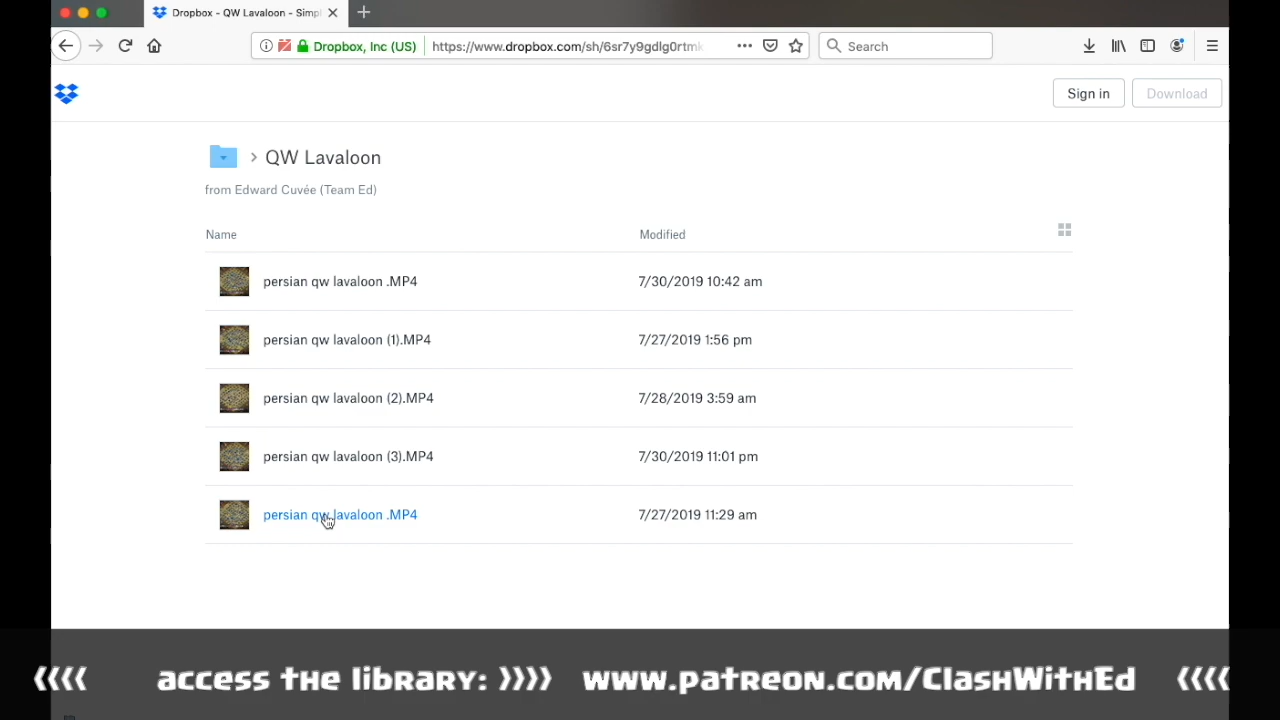 Dropbox - QW Lavaloon - Simpl
Dropbox, Inc (US)
https://www.dropbox.com/sh/6sr7y9gdlg0rtmk
Search
Sign in
Download
QW Lavaloon
from Edward Cuvée (Team Ed)
Name Modified
persian qw lavaloon .MP4 7/30/2019 10:42 am
persian qw lavaloon (1).MP4 7/27/2019 1:56 pm
persian qw lavaloon (2).MP4 7/28/2019 3:59 am
persian qw lavaloon (3).MP4 7/30/2019 11:01 pm
persian qw lavaloon .MP4 7/27/2019 11:29 am
⟪⟪ access the library: ⟫⟫ www.patreon.com/ClashWithEd ⟪⟪